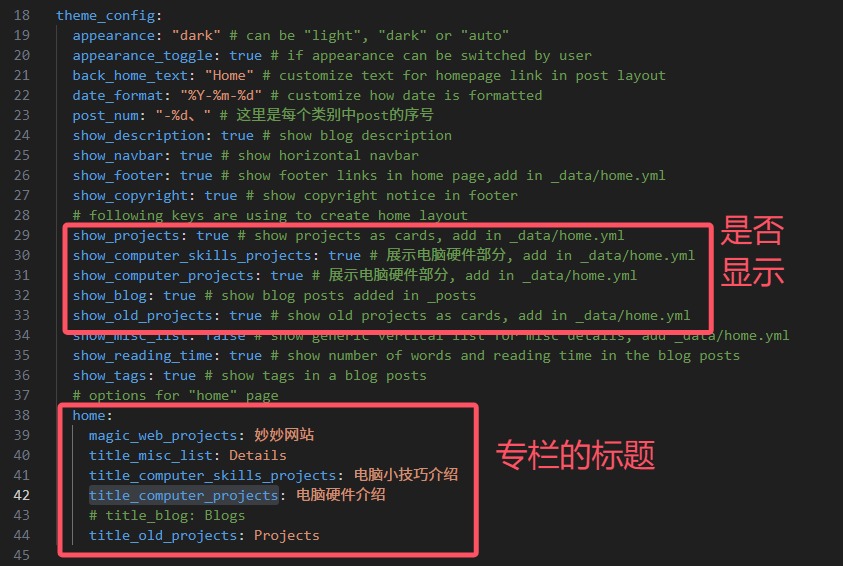 18 theme_config:
19 appearance: "dark" # can be "light", "dark" or "auto"
20 appearance_toggle: true # if appearance can be switched by user
21 back_home_text: "Home" # customize text for homepage link in post layout
22 date_format: "%Y-%m-%d" # customize how date is formatted
23 post_num: "-%d、" # 这里是每个类别中post的序号
24 show_description: true # show blog description
25 show_navbar: true # show horizontal navbar
26 show_footer: true # show footer links in home page,add in _data/home.yml
27 show_copyright: true # show copyright notice in footer
28 # following keys are using to create home layout
29 show_projects: true # show projects as cards, add in _data/home.yml
30 show_computer_skills_projects: true # 展示电脑硬件部分, add in _data/home.yml
31 show_computer_projects: true # 展示电脑硬件部分, add in _data/home.yml
32 show_blog: true # show blog posts added in _posts
33 show_old_projects: true # show old projects as cards, add in _data/home.yml
是否
显示
34 show_misc_list: false # show generic vertical list for misc details, add _data/home.yml
35 show_reading_time: true # show number of words and reading time in the blog posts
36 show_tags: true # show tags in a blog posts
37 # options for "home" page
38 home:
39 magic_web_projects: 妙妙网站
40 title_misc_list: Details
41 title_computer_skills_projects: 电脑小技巧介绍
42 title_computer_projects: 电脑硬件介绍
43 # title_blog: Blogs
44 title_old_projects: Projects
45
专栏的标题